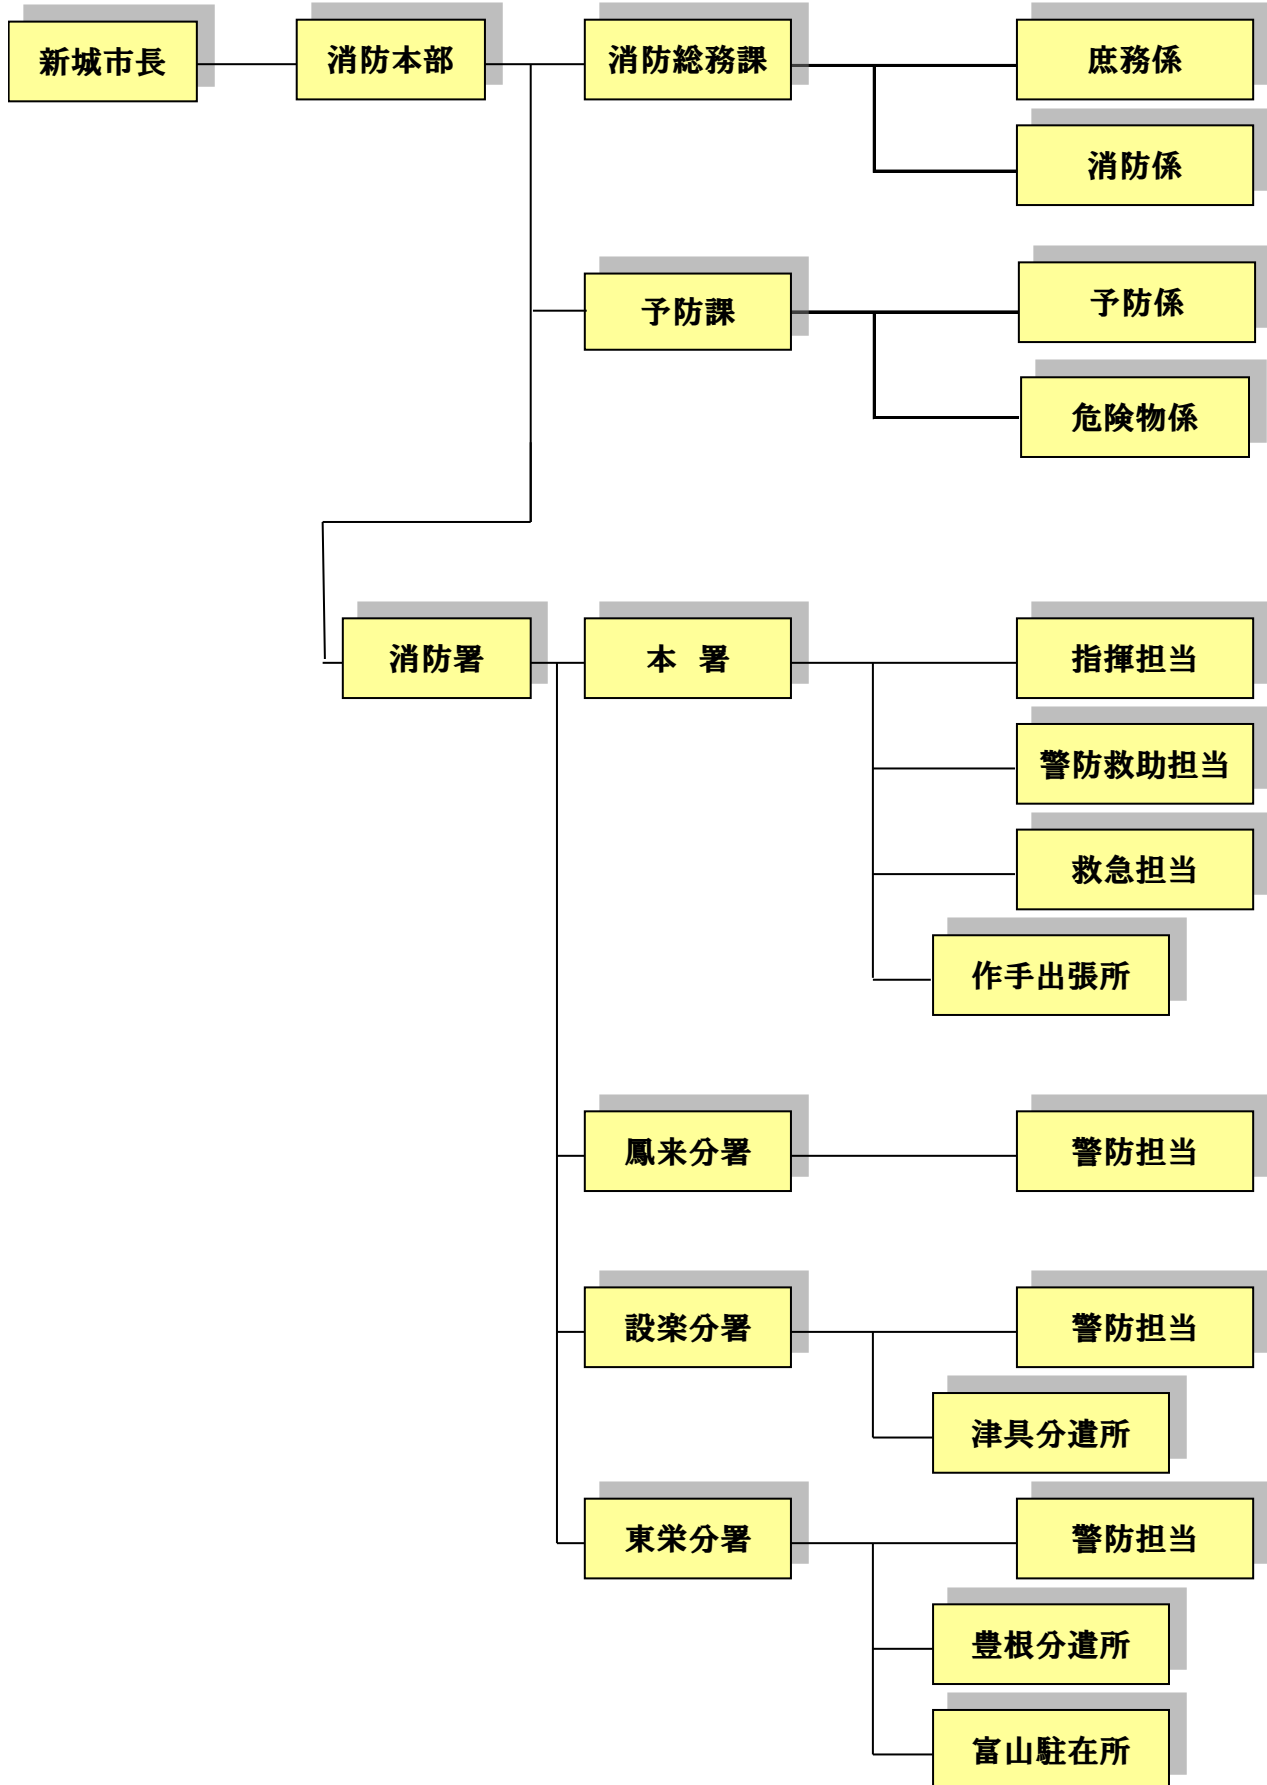 新城市長
消防本部
消防総務課
庶務係
消防係
予防課
予防係
危険物係
消防署
本 署
指揮担当
警防救助担当
救急担当
作手出張所
鳳来分署
警防担当
設楽分署
警防担当
津具分遣所
東栄分署
警防担当
豊根分遣所
富山駐在所